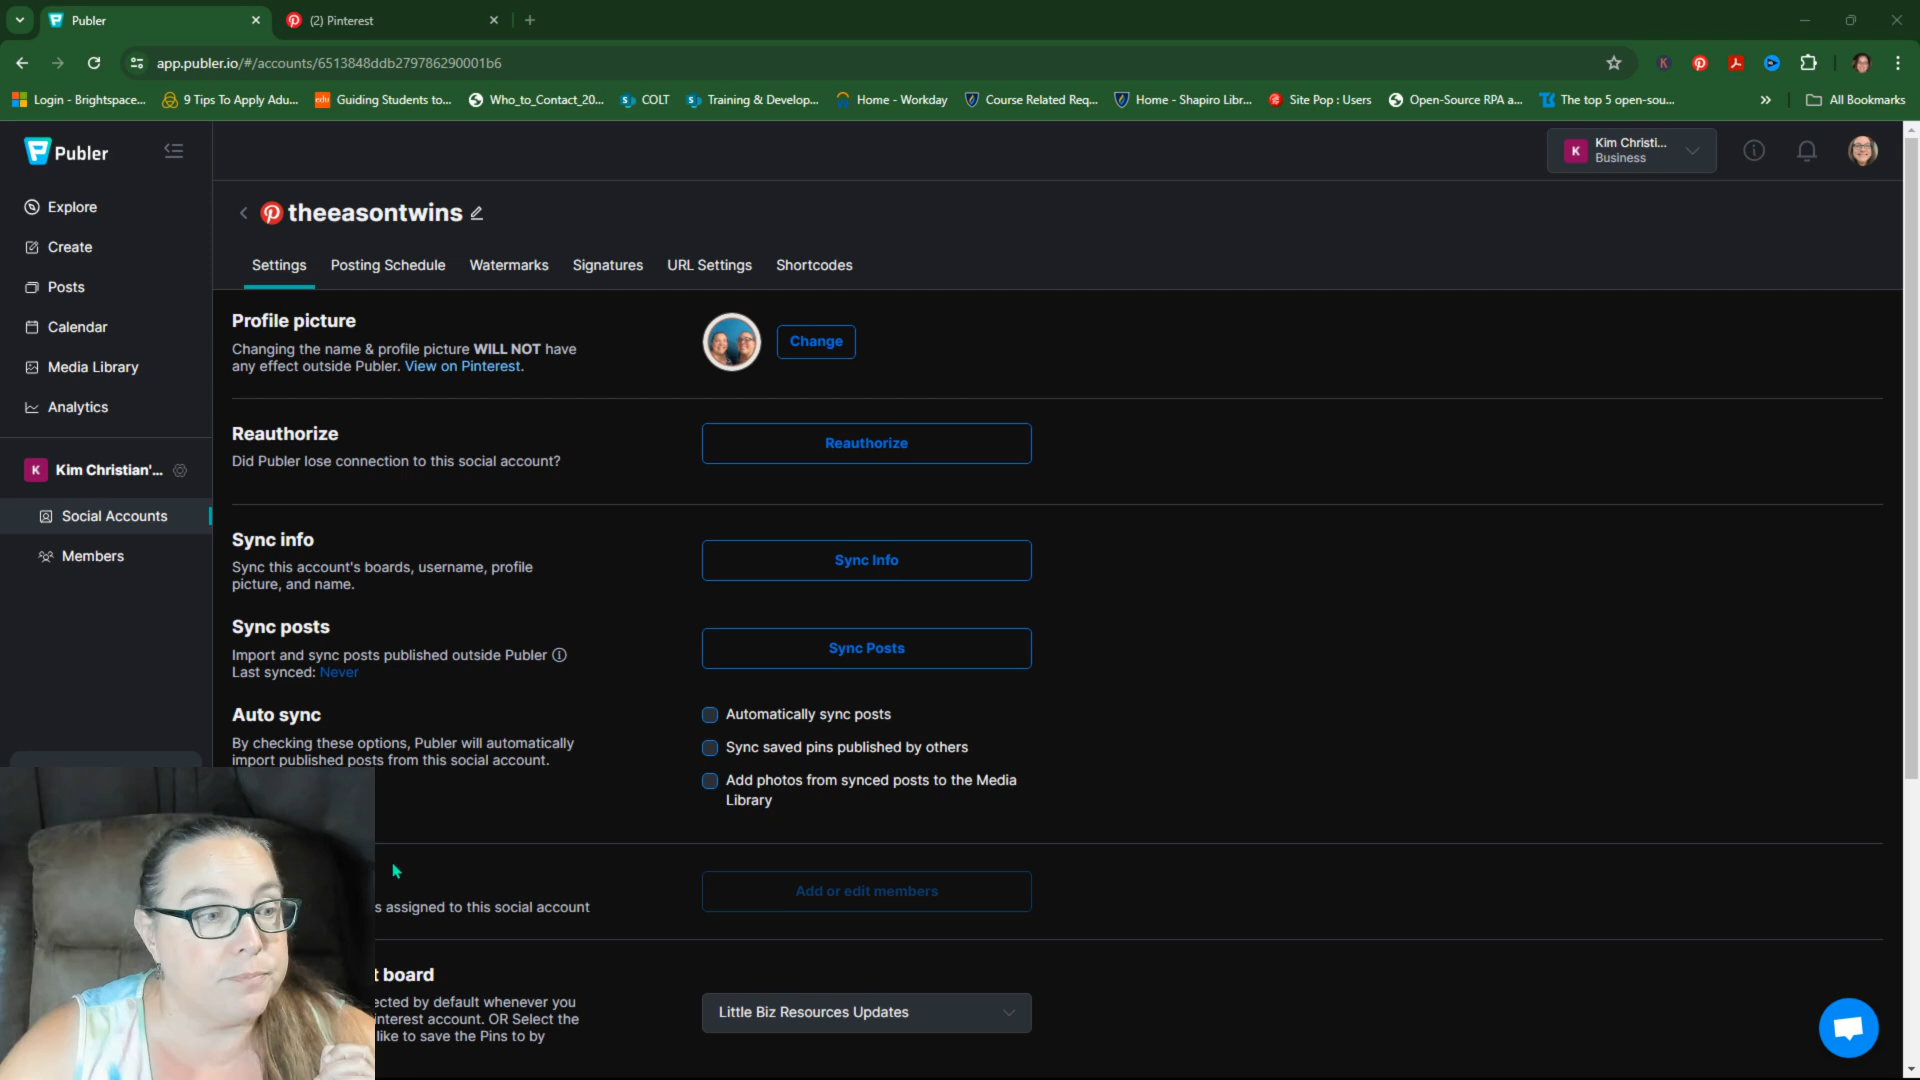 Publer
(2) Pinterest
app.publer.io/#/accounts/6513848ddb279786290001b6
Login - Brightspace...
9 Tips To Apply Adu...
edu
Guiding Students to...
Who_to_Contact_20...
COLT
Training & Develop...
Home - Workday
Course Related Req...
Home - Shapiro Libr...
Site Pop : Users
Open-Source RPA a...
The top 5 open-sou...
All Bookmarks
Publer
K
Kim Christi...
Business
Explore
theeasontwins
Create
Settings
Posting Schedule
Watermarks
Signatures
URL Settings
Shortcodes
Posts
Calendar
Media Library
Analytics
K
Kim Christian'...
Social Accounts
Members
Profile picture
Changing the name & profile picture WILL NOT have
any effect outside Publer. View on Pinterest.
Change
Reauthorize
Did Publer lose connection to this social account?
Reauthorize
Sync info
Sync this account's boards, username, profile
picture, and name.
Sync Info
Sync posts
Import and sync posts published outside Publer
Last synced: Never
Sync Posts
Auto sync
By checking these options, Publer will automatically
import published posts from this social account.
Automatically sync posts
Sync saved pins published by others
Add photos from synced posts to the Media
Library
s assigned to this social account
Add or edit members
t board
ected by default whenever you
interest account. OR Select the
like to save the Pins to by
Little Biz Resources Updates